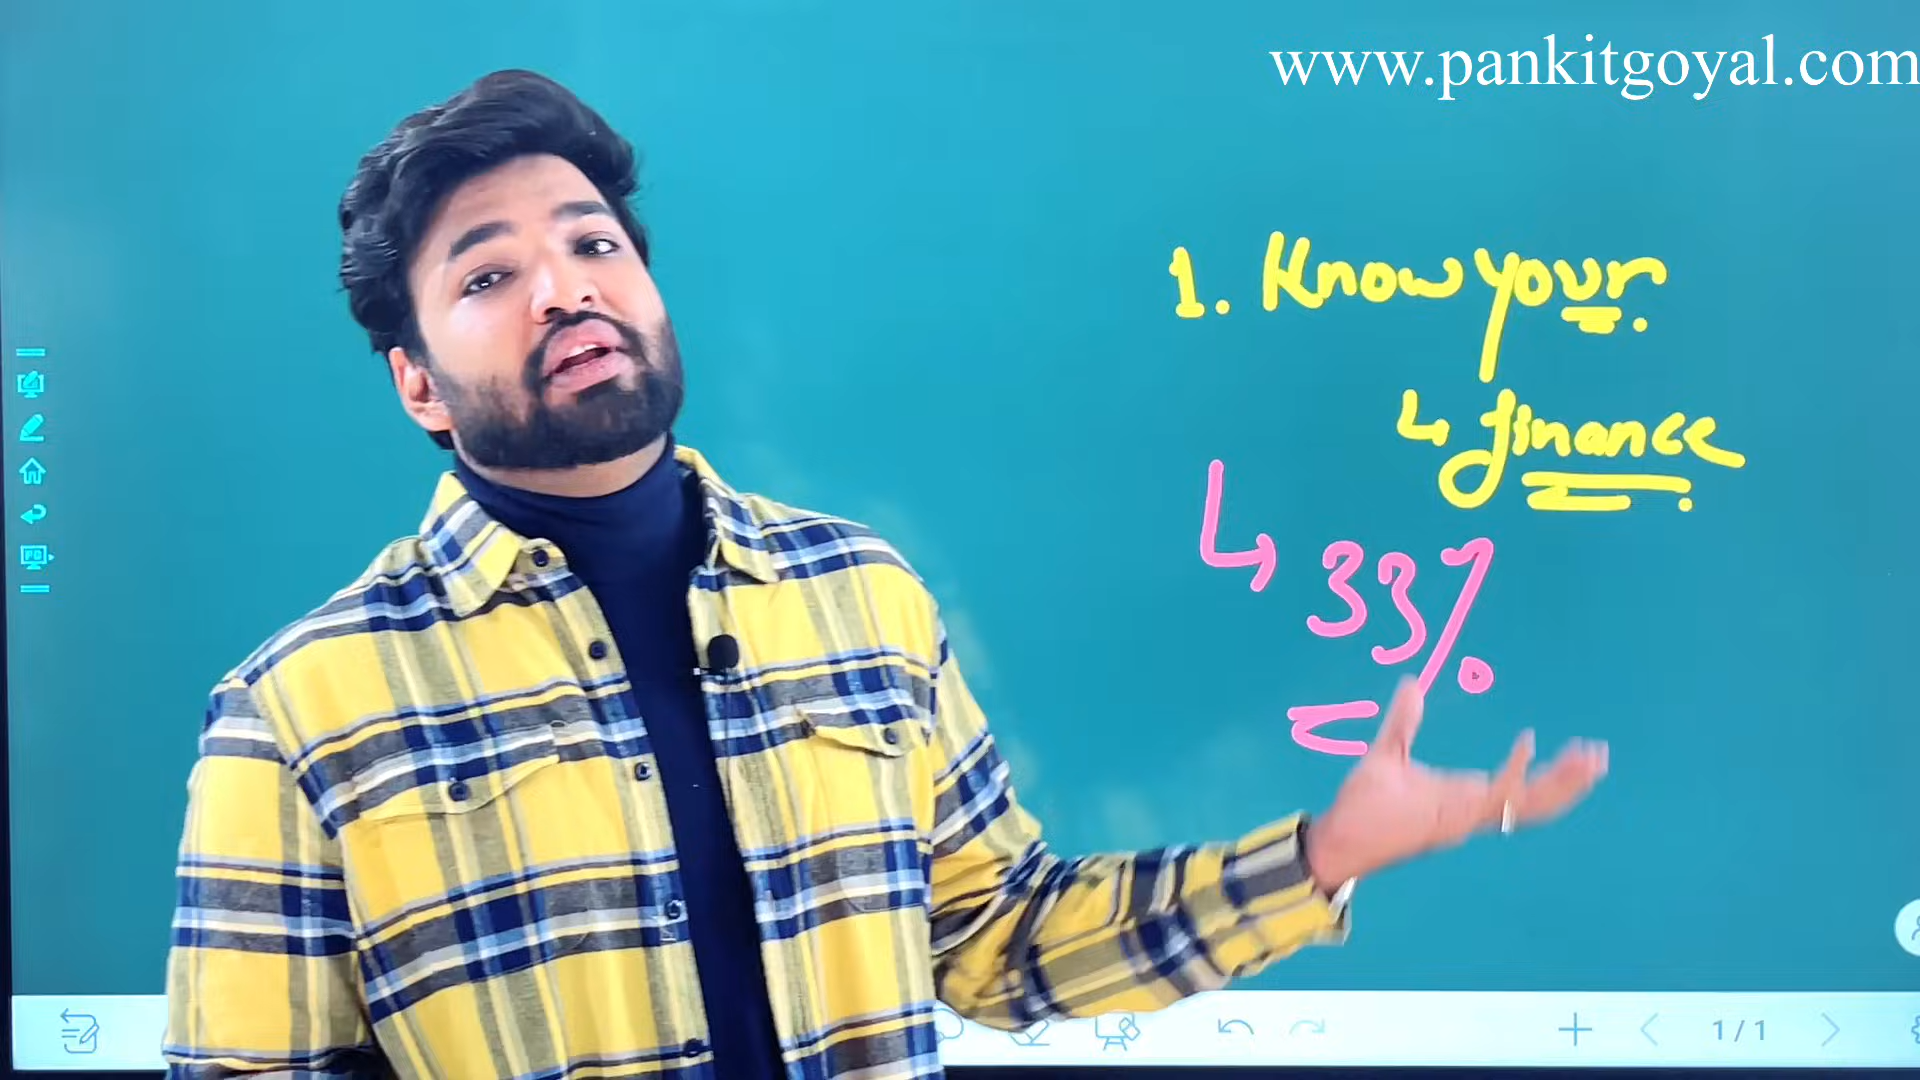 www.pankitgoyal.com
1. Know your.
↳ finance
↳ 33%
1/1